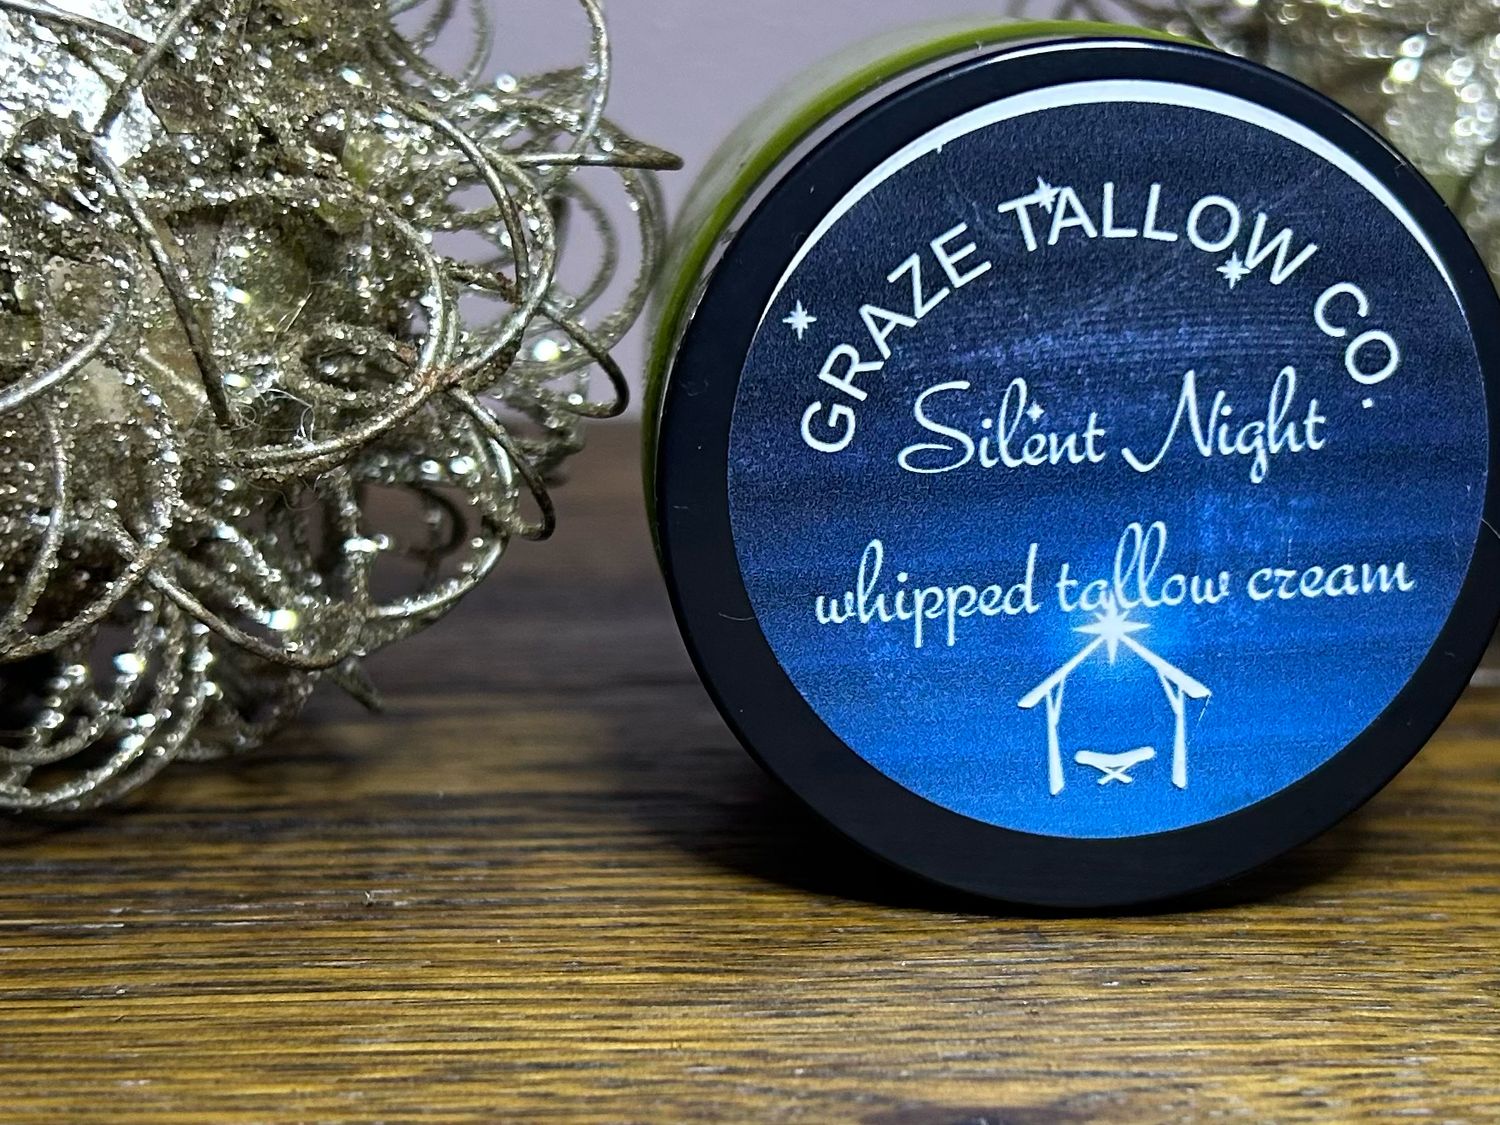 GRAZE TALLOW CO.
Silent Night
whipped tallow cream